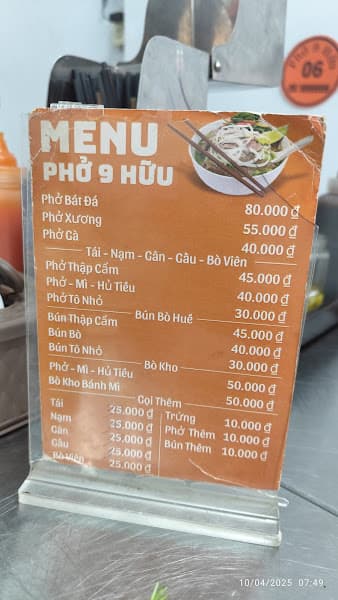 MENU
PHỞ 9 HỮU
Phở Bát Đá 80.000 ₫
Phở Xương 55.000 ₫
Phở Gà 40.000 ₫
Tái - Nạm - Gân - Gầu - Bò Viên
Phở Thập Cẩm 45.000 ₫
Phở - Mì - Hủ Tiếu 40.000 ₫
Phở Tô Nhỏ 30.000 ₫
Bún Bò Huế
Bún Thập Cẩm 45.000 ₫
Bún Bò 40.000 ₫
Bún Tô Nhỏ 30.000 ₫
Bò Kho
Phở - Mì - Hủ Tiếu 50.000 ₫
Bò Kho Bánh Mì 50.000 ₫
Gọi Thêm
Tái 25.000 ₫
Nạm 25.000 ₫
Gân 25.000 ₫
Gầu 25.000 ₫
Bò Viên 25.000 ₫
Trứng 10.000 ₫
Phở Thêm 10.000 ₫
Bún Thêm 10.000 ₫
Phở 9 Hữu
06
10/04/2025 07:49